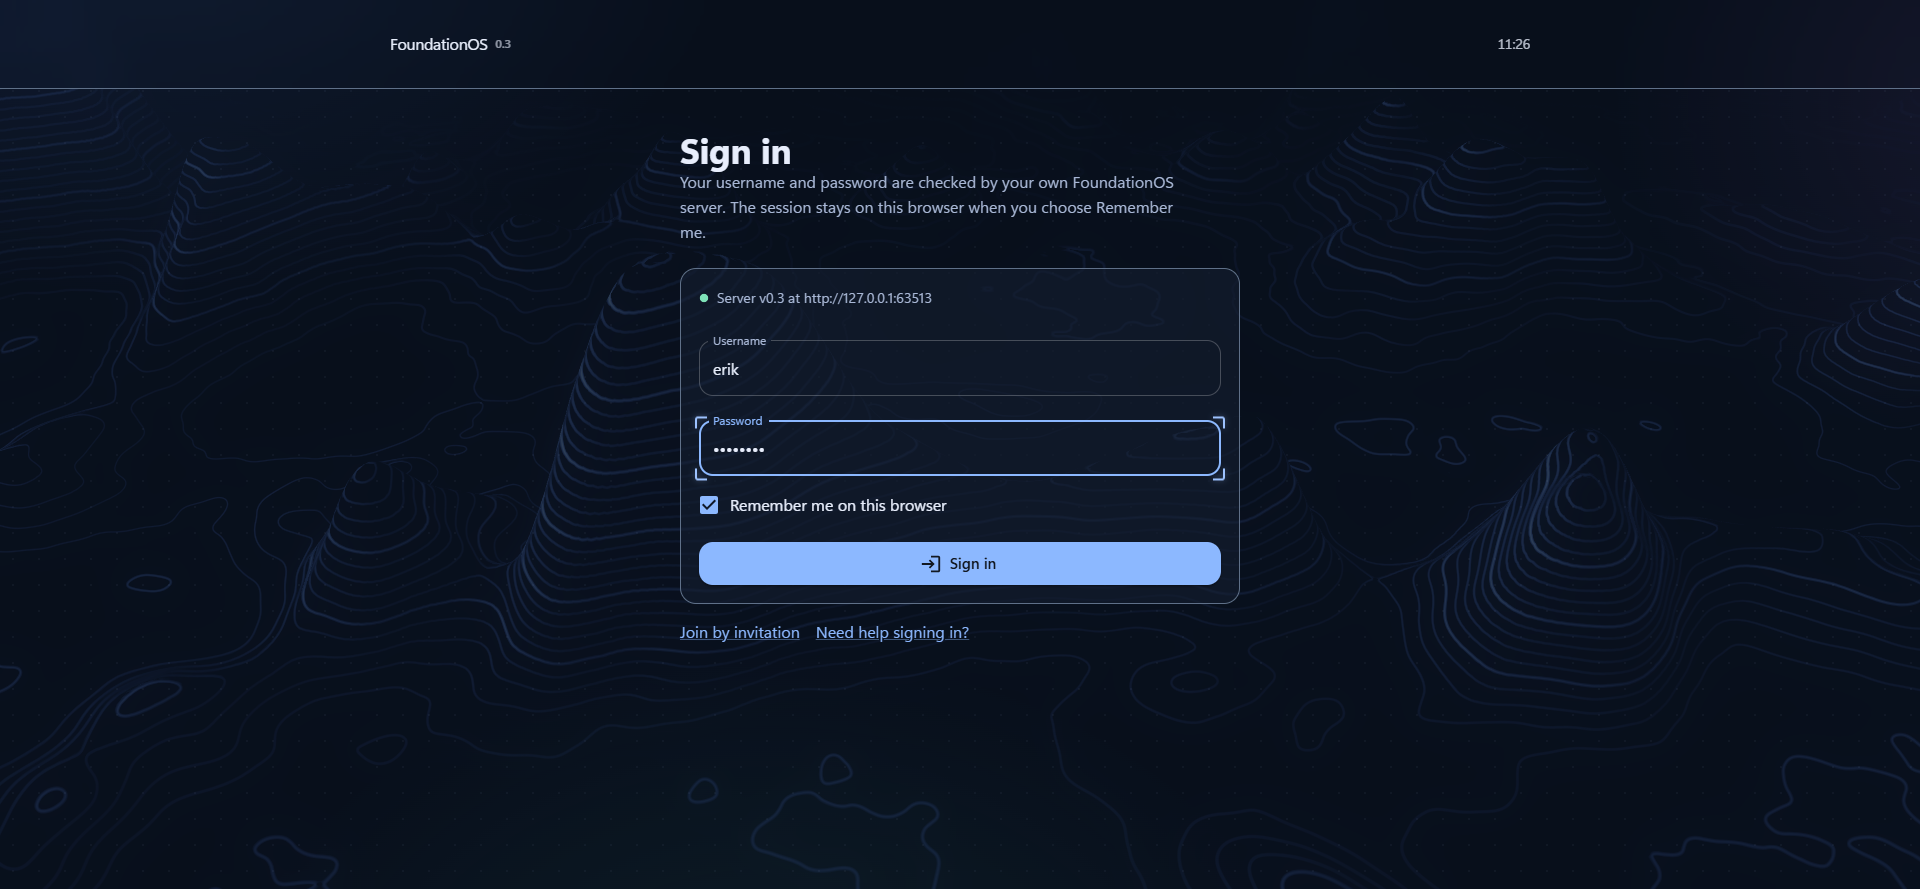 FoundationOS 0.3
11:26
Sign in
Your username and password are checked by your own FoundationOS
server. The session stays on this browser when you choose Remember
me.
Server v0.3 at http://127.0.0.1:63513
Username
erik
Password
••••••••
Remember me on this browser
Sign in
Join by invitation Need help signing in?